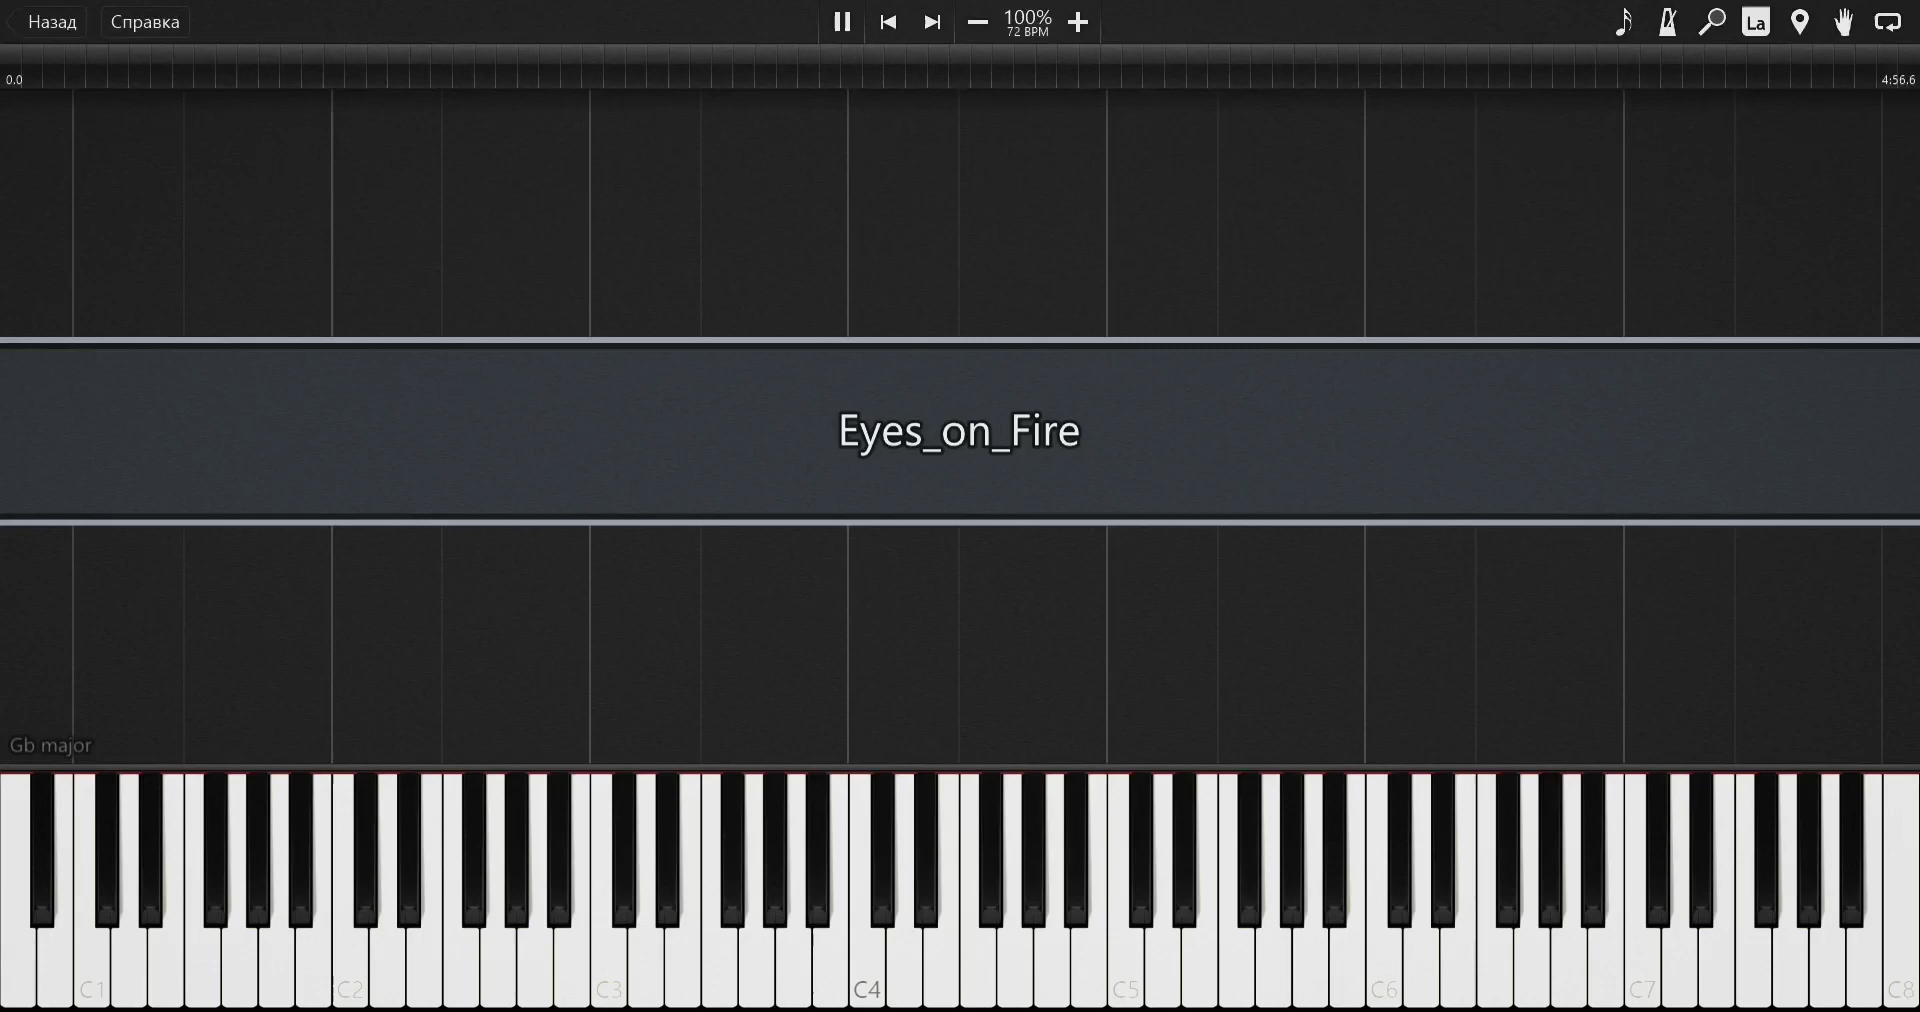 Назад
Справка
100%
72 BPM
La
0.0
4:56.6
Eyes_on_Fire
Gb major
C1
C2
C3
C4
C5
C6
C7
C8